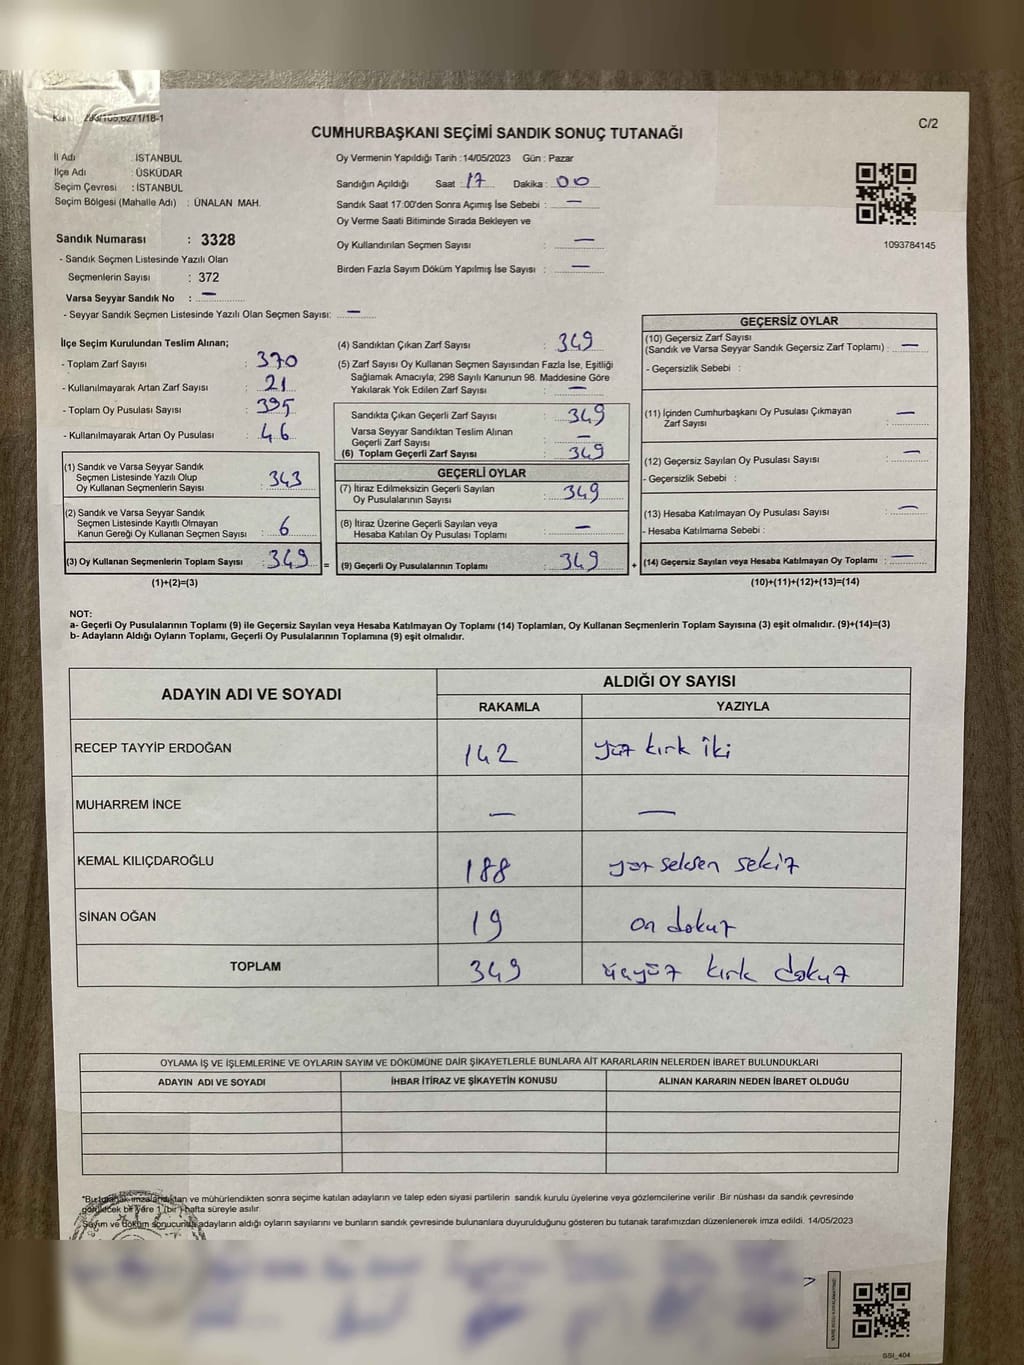 293/105,6271/18-1
CUMHURBAŞKANI SEÇİMİ SANDIK SONUÇ TUTANAĞI
C/2
İl Adı : İSTANBUL
İlçe Adı : ÜSKÜDAR
Seçim Çevresi : İSTANBUL
Seçim Bölgesi (Mahalle Adı) : ÜNALAN MAH.
Sandık Numarası : 3328
- Sandık Seçmen Listesinde Yazılı Olan
Seçmenlerin Sayısı : 372
Varsa Seyyar Sandık No : —
- Seyyar Sandık Seçmen Listesinde Yazılı Olan Seçmen Sayısı: —
Oy Vermenin Yapıldığı Tarih :14/05/2023 Gün : Pazar
Sandığın Açıldığı Saat : 17 Dakika : 00
Sandık Saat 17:00'den Sonra Açımış İse Sebebi : —
Oy Verme Saati Bitiminde Sırada Bekleyen ve
Oy Kullandırılan Seçmen Sayısı : —
Birden Fazla Sayım Döküm Yapılmış İse Sayısı : —
1093784145
İlçe Seçim Kurulundan Teslim Alınan;
- Toplam Zarf Sayısı : 370
- Kullanılmayarak Artan Zarf Sayısı : 21
- Toplam Oy Pusulası Sayısı : 395
- Kullanılmayarak Artan Oy Pusulası : 46
(1) Sandık ve Varsa Seyyar Sandık
Seçmen Listesinde Yazılı Olup
Oy Kullanan Seçmenlerin Sayısı : 343
(2) Sandık ve Varsa Seyyar Sandık
Seçmen Listesinde Kayıtlı Olmayan
Kanun Gereği Oy Kullanan Seçmen Sayısı : 6
(3) Oy Kullanan Seçmenlerin Toplam Sayısı : 349 =
(1)+(2)=(3)
(4) Sandıktan Çıkan Zarf Sayısı : 349
(5) Zarf Sayısı Oy Kullanan Seçmen Sayısından Fazla İse, Eşitliği
Sağlamak Amacıyla, 298 Sayılı Kanunun 98. Maddesine Göre
Yakılarak Yok Edilen Zarf Sayısı : —
Sandıkta Çıkan Geçerli Zarf Sayısı : 349
Varsa Seyyar Sandıktan Teslim Alınan
Geçerli Zarf Sayısı : —
(6) Toplam Geçerli Zarf Sayısı : 349
GEÇERLİ OYLAR
(7) İtiraz Edilmeksizin Geçerli Sayılan
Oy Pusulalarının Sayısı : 349
(8) İtiraz Üzerine Geçerli Sayılan veya
Hesaba Katılan Oy Pusulası Toplamı : —
(9) Geçerli Oy Pusulalarının Toplamı : 349 +
GEÇERSİZ OYLAR
(10) Geçersiz Zarf Sayısı
(Sandık ve Varsa Seyyar Sandık Geçersiz Zarf Toplamı) : —
- Geçersizlik Sebebi :
(11) İçinden Cumhurbaşkanı Oy Pusulası Çıkmayan
Zarf Sayısı : —
(12) Geçersiz Sayılan Oy Pusulası Sayısı : —
- Geçersizlik Sebebi :
(13) Hesaba Katılmayan Oy Pusulası Sayısı : —
- Hesaba Katılmama Sebebi :
(14) Geçersiz Sayılan veya Hesaba Katılmayan Oy Toplamı : —
(10)+(11)+(12)+(13)=(14)
NOT:
a- Geçerli Oy Pusulalarının Toplamı (9) ile Geçersiz Sayılan veya Hesaba Katılmayan Oy Toplamı (14) Toplamları, Oy Kullanan Seçmenlerin Toplam Sayısına (3) eşit olmalıdır. (9)+(14)=(3)
b- Adayların Aldığı Oyların Toplamı, Geçerli Oy Pusulalarının Toplamına (9) eşit olmalıdır.
ADAYIN ADI VE SOYADI
ALDIĞI OY SAYISI
RAKAMLA YAZIYLA
RECEP TAYYİP ERDOĞAN 142 yüz kırk iki
MUHARREM İNCE — —
KEMAL KILIÇDAROĞLU 188 yüz seksen sekiz
SİNAN OĞAN 19 on dokuz
TOPLAM 349 üçyüz kırk dokuz
OYLAMA İŞ VE İŞLEMLERİNE VE OYLARIN SAYIM VE DÖKÜMÜNE DAİR ŞİKAYETLERLE BUNLARA AİT KARARLARIN NELERDEN İBARET BULUNDUKLARI
ADAYIN ADI VE SOYADI İHBAR İTİRAZ VE ŞİKAYETİN KONUSU ALINAN KARARIN NEDEN İBARET OLDUĞU
*Bu tutanak imzalandıktan ve mühürlendikten sonra seçime katılan adayların ve talep eden siyasi partilerin sandık kurulu üyelerine veya gözlemcilerine verilir .Bir nüshası da sandık çevresinde
görülecek bir yere 1 (bir) hafta süreyle asılır.
Sayım ve döküm sonucunda adayların aldığı oyların sayılarını ve bunların sandık çevresinde bulunanlara duyurulduğunu gösteren bu tutanak tarafımızdan düzenlenerek imza edildi. 14/05/2023
SSI_404